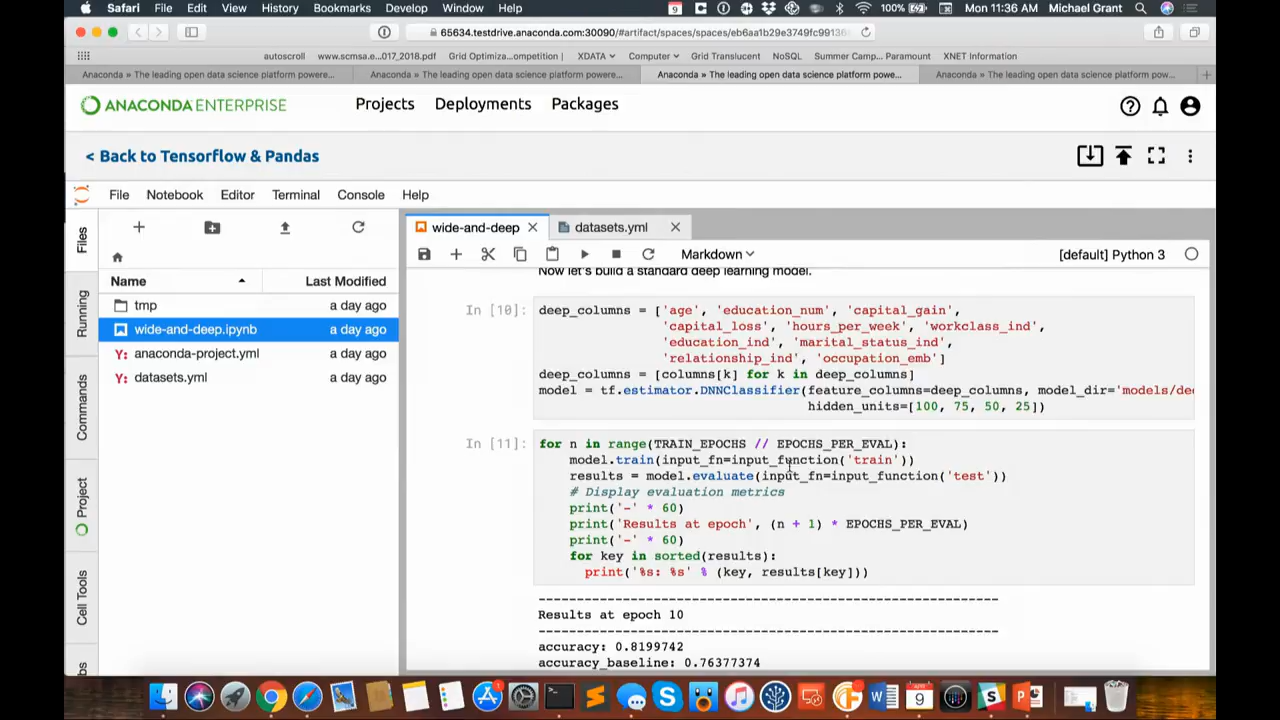 Safari File Edit View History Bookmarks Develop Window Help 9 100% Mon 11:36 AM Michael Grant
65634.testdrive.anaconda.com:30090/#artifact/spaces/spaces/eb6aa1b29e3749fc99136
autoscroll www.scmsa.e...017_2018.pdf Grid Optimiza...ompetition | XDATA Computer Grid Translucent NoSQL Summer Camp... Paramount XNET Information
Anaconda » The leading open data science platform powere... Anaconda » The leading open data science platform powere... Anaconda » The leading open data science platform pow... Anaconda » The leading open data science platform pow...
ANACONDA ENTERPRISE Projects Deployments Packages
< Back to Tensorflow & Pandas
File Notebook Editor Terminal Console Help
Files
Running
Commands
Project
Cell Tools
Name Last Modified
tmp a day ago
wide-and-deep.ipynb a day ago
Y: anaconda-project.yml a day ago
Y: datasets.yml a day ago
wide-and-deep datasets.yml
Markdown [default] Python 3
Now let's build a standard deep learning model.
In [10]: deep_columns = ['age', 'education_num', 'capital_gain',
'capital_loss', 'hours_per_week', 'workclass_ind',
'education_ind', 'marital_status_ind',
'relationship_ind', 'occupation_emb']
deep_columns = [columns[k] for k in deep_columns]
model = tf.estimator.DNNClassifier(feature_columns=deep_columns, model_dir='models/dee
hidden_units=[100, 75, 50, 25])
In [11]: for n in range(TRAIN_EPOCHS // EPOCHS_PER_EVAL):
model.train(input_fn=input_function('train'))
results = model.evaluate(input_fn=input_function('test'))
# Display evaluation metrics
print('-' * 60)
print('Results at epoch', (n + 1) * EPOCHS_PER_EVAL)
print('-' * 60)
for key in sorted(results):
print('%s: %s' % (key, results[key]))
------------------------------------------------------------
Results at epoch 10
------------------------------------------------------------
accuracy: 0.8199742
accuracy_baseline: 0.76377374